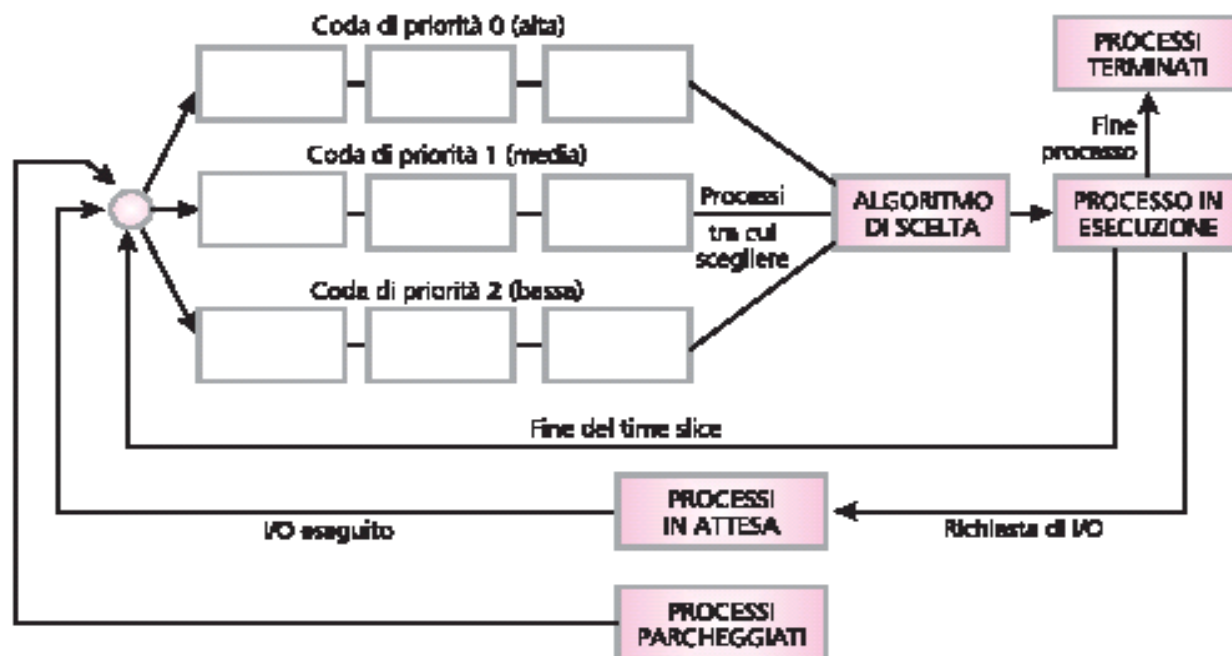 Coda di priorità 0 (alta)
PROCESSI
TERMINATI
Fine
processo
Coda di priorità 1 (media)
Processi
tra cui
scegliere
ALGORITMO
DI SCELTA
PROCESSO IN
ESECUZIONE
Coda di priorità 2 (bassa)
Fine del time slice
PROCESSI
IN ATTESA
I/O eseguito
Richiesta di I/O
PROCESSI
PARCHEGGIATI